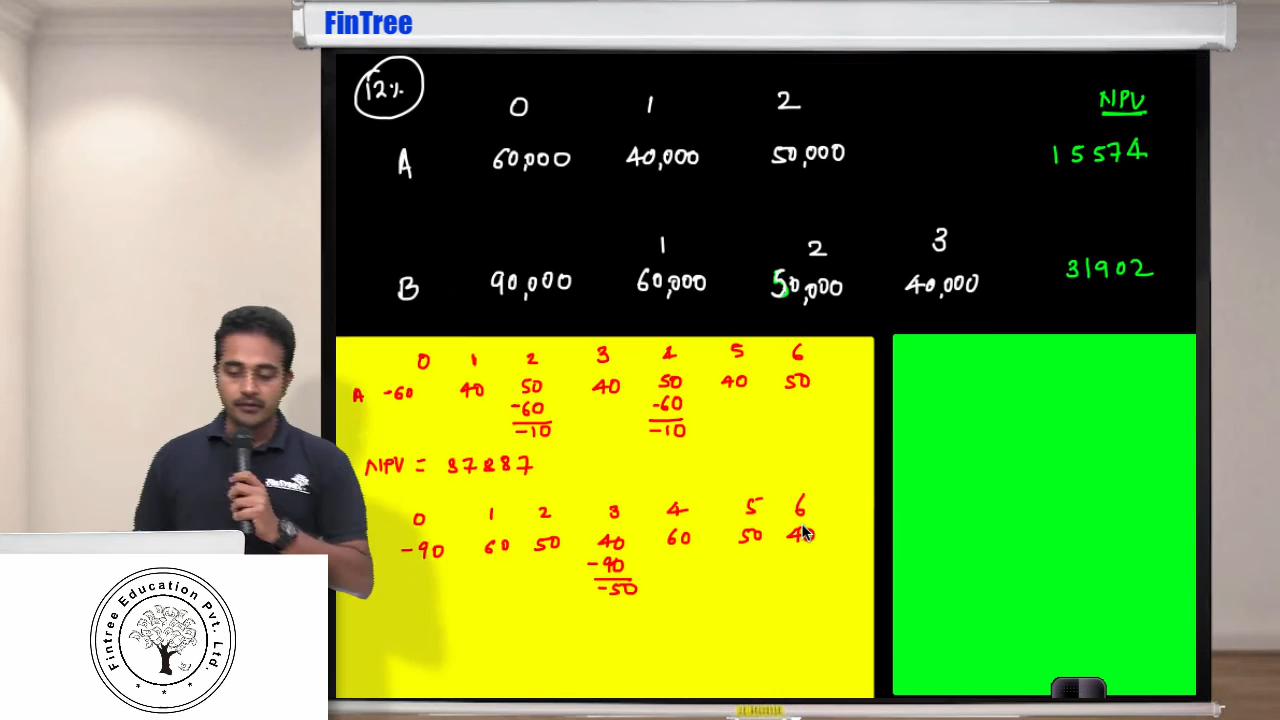 FinTree
12%
0 1 2 NPV
A 60,000 40,000 50,000 15574
1 2 3
B 90,000 60,000 50,000 40,000 31902
0 1 2 3 4 5 6
A -60 40 50 40 50 40 50
-60 -60
-10 -10
NPV = 37887
0 1 2 3 4 5 6
-90 60 50 40 60 50 40
-90
-50
FinTree
Fintree Education Pvt. Ltd.